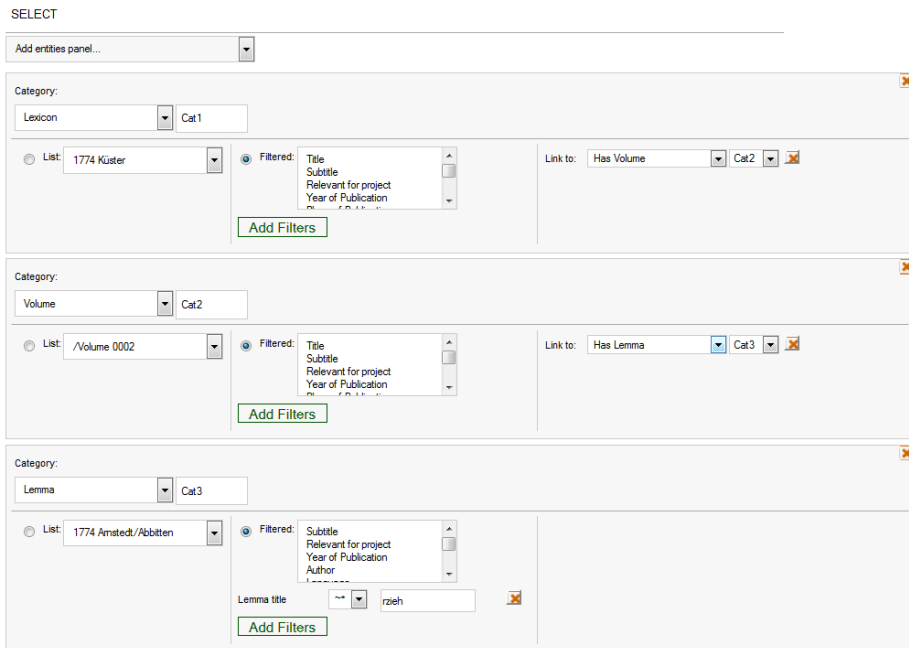 SELECT
Add entities panel...
Category:
Lexicon Cat1
List: 1774 Küster Filtered: Title Link to: Has Volume Cat2
Subtitle
Relevant for project
Year of Publication
Add Filters
Category:
Volume Cat2
List: /Volume 0002 Filtered: Title Link to: Has Lemma Cat3
Subtitle
Relevant for project
Year of Publication
Add Filters
Category:
Lemma Cat3
List: 1774 Arnstedt/Abbitten Filtered: Subtitle
Relevant for project
Year of Publication
Author
Lemma title ~* rzieh
Add Filters